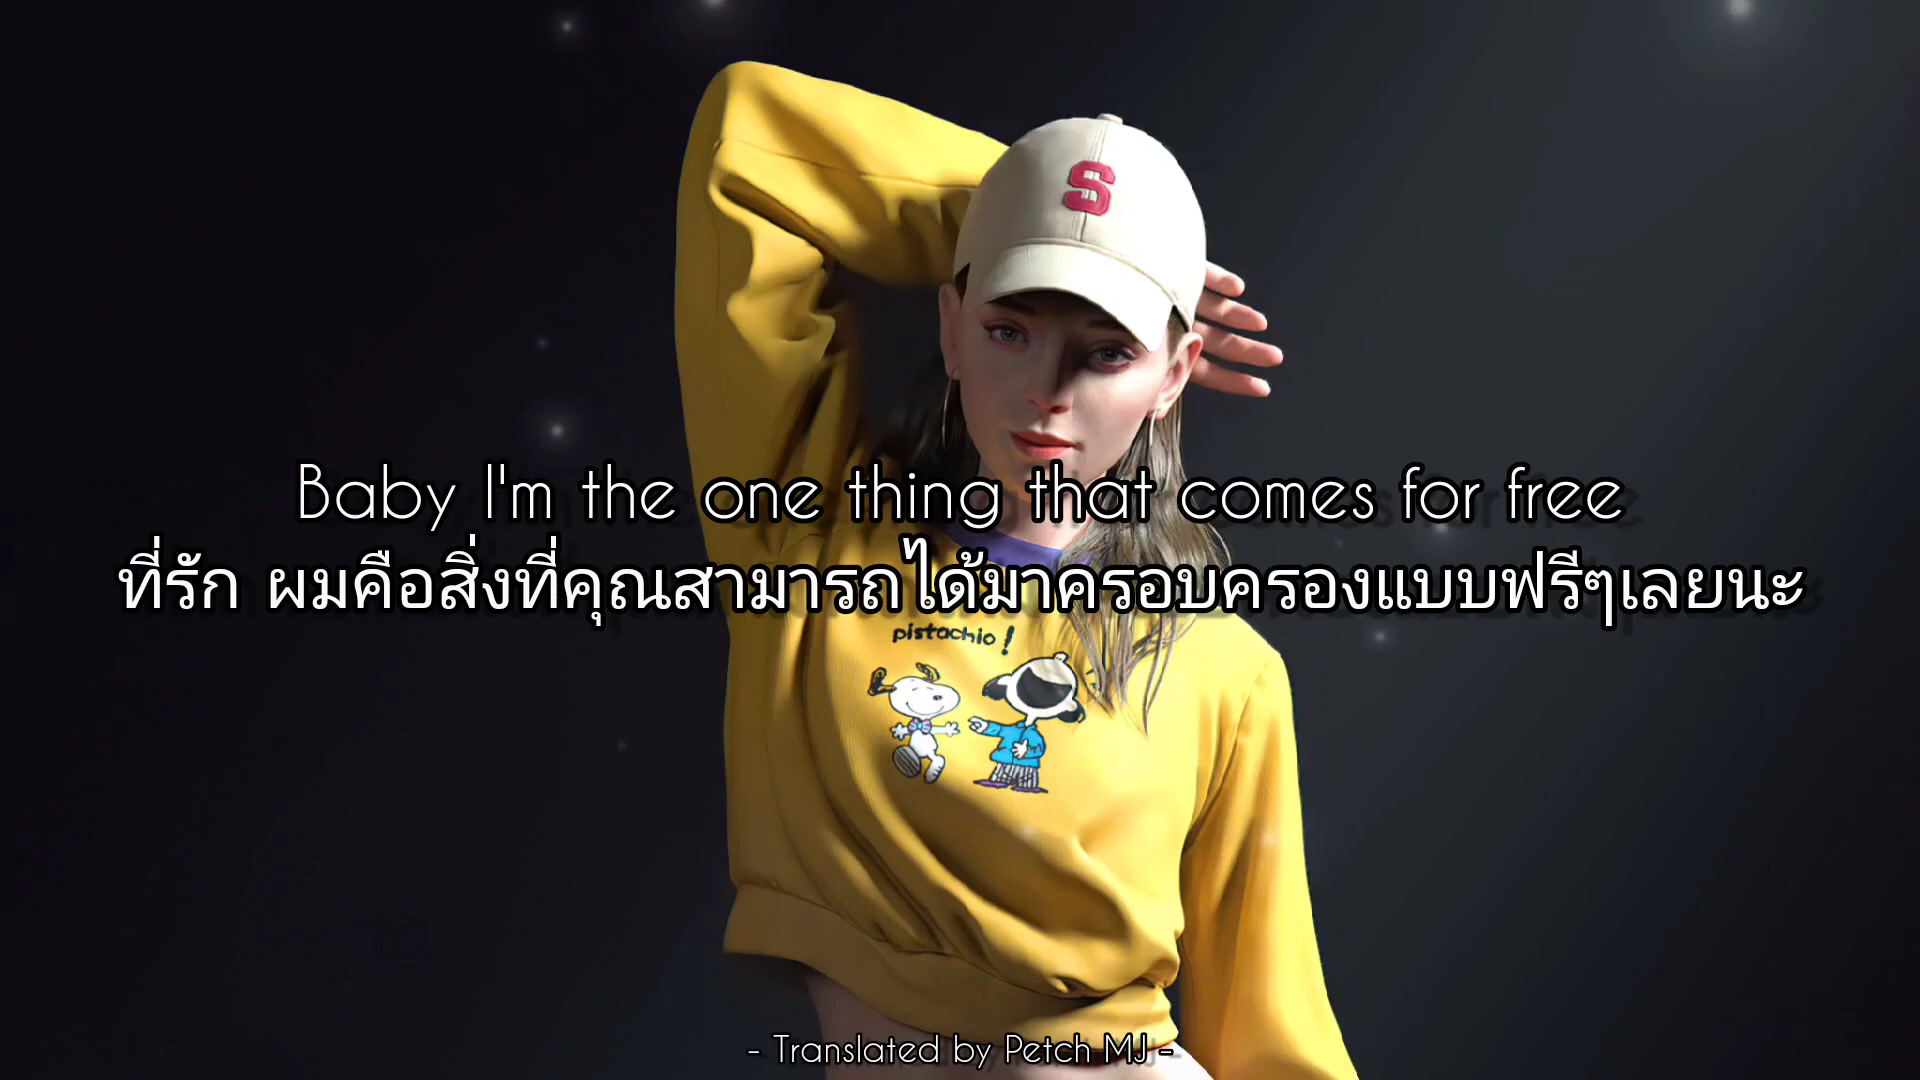 S
Baby I'm the one thing that comes for free
ที่รัก ผมคือสิ่งที่คุณสามารถได้มาครอบครองแบบฟรีๆเลยนะ
pistachio!
- Translated by Petch MJ -